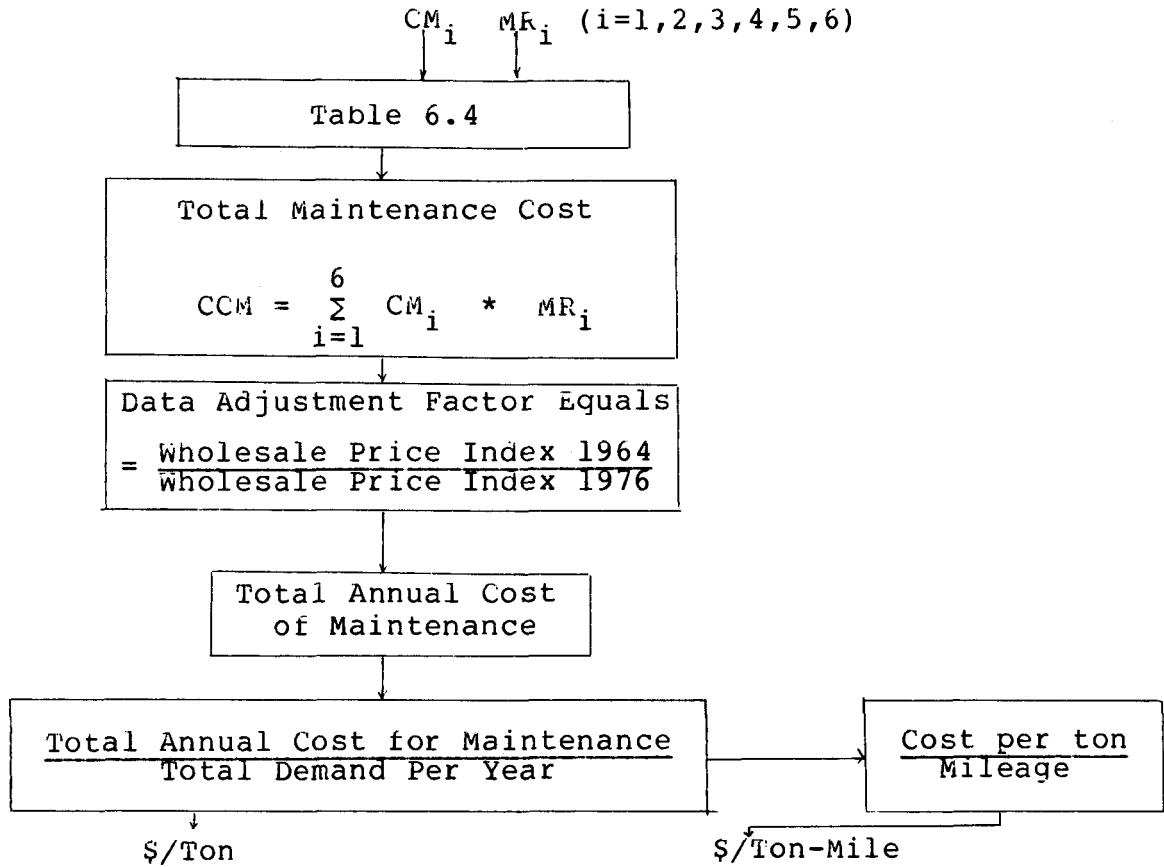 CM_i MR_i (i=1,2,3,4,5,6)
Table 6.4
Total Maintenance Cost
6
CCM = Σ CM_i * MR_i
i=1
Data Adjustment Factor Equals
= Wholesale Price Index 1964
Wholesale Price Index 1976
Total Annual Cost
of Maintenance
Total Annual Cost for Maintenance
Total Demand Per Year
Cost per ton
Mileage
$/Ton
$/Ton-Mile